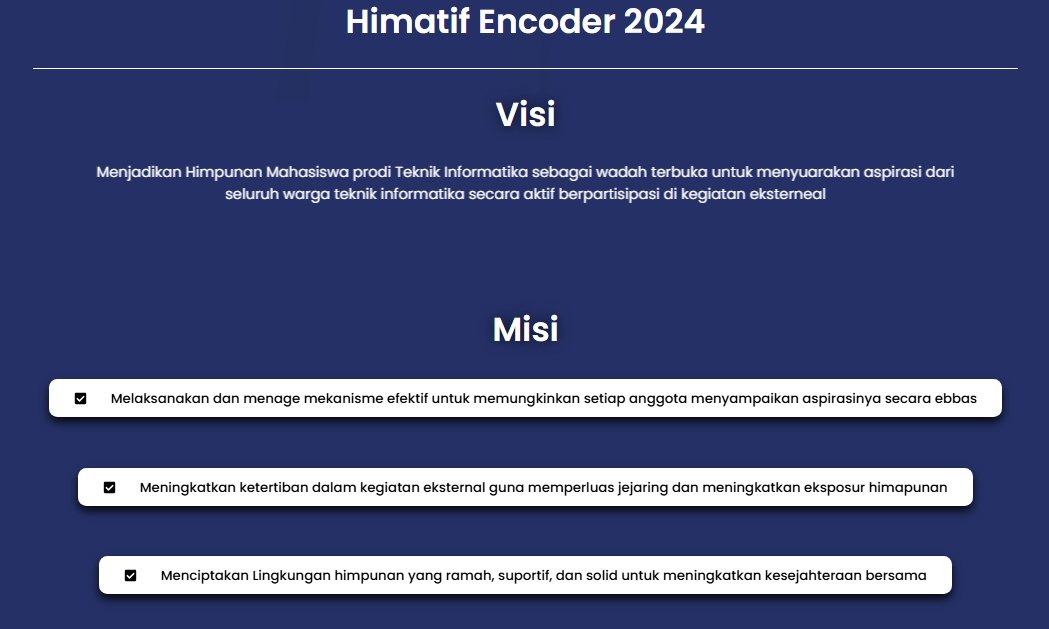 Himatif Encoder 2024
Visi
Menjadikan Himpunan Mahasiswa prodi Teknik Informatika sebagai wadah terbuka untuk menyuarakan aspirasi dari
seluruh warga teknik informatika secara aktif berpartisipasi di kegiatan eksterneal
Misi
Melaksanakan dan menage mekanisme efektif untuk memungkinkan setiap anggota menyampaikan aspirasinya secara ebbas
Meningkatkan ketertiban dalam kegiatan eksternal guna memperluas jejaring dan meningkatkan eksposur himapunan
Menciptakan Lingkungan himpunan yang ramah, suportif, dan solid untuk meningkatkan kesejahteraan bersama